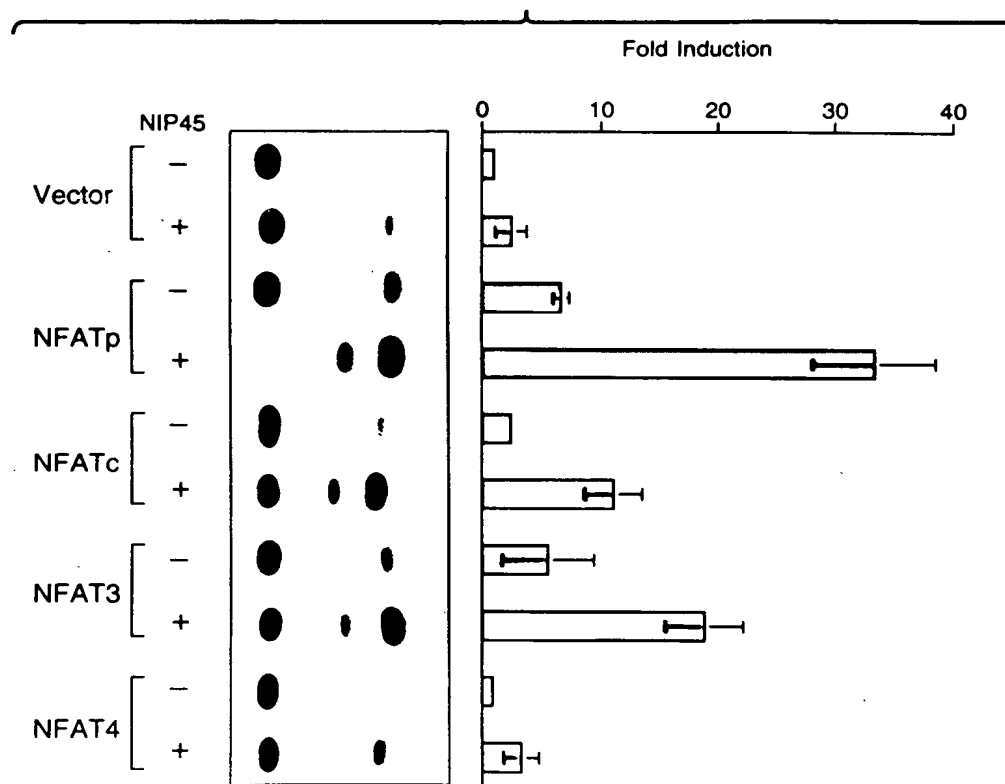 Fold Induction
0 10 20 30 40
NIP45
Vector
−
+
NFATp
−
+
NFATc
−
+
NFAT3
−
+
NFAT4
−
+